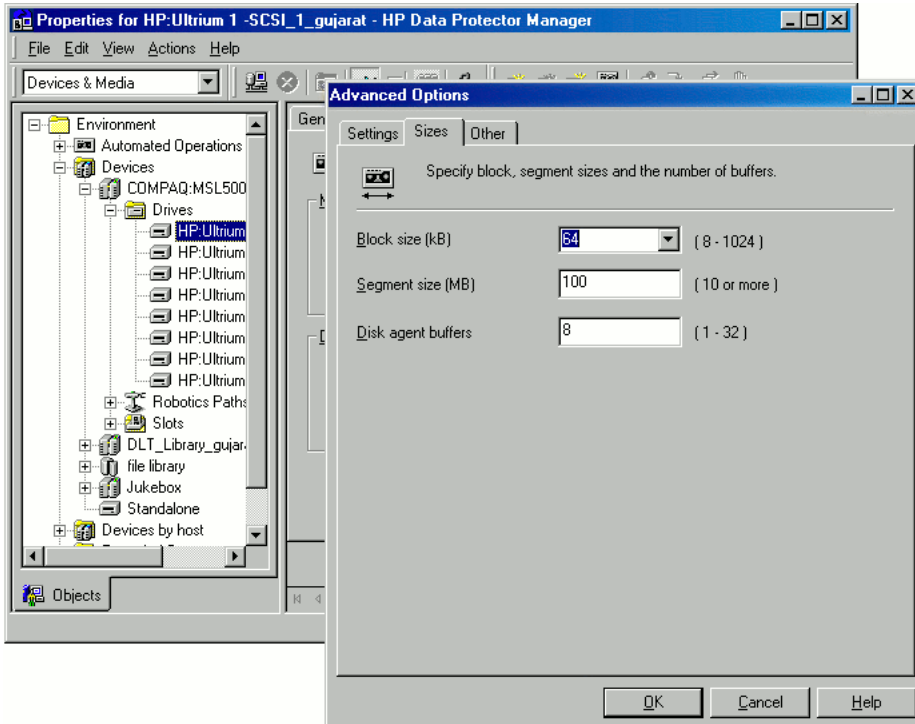 Properties for HP:Ultrium 1 -SCSI_1_gujarat - HP Data Protector Manager
File Edit View Actions Help
Devices & Media
Environment
Automated Operations
Devices
COMPAQ:MSL500
Drives
HP:Ultrium
HP:Ultrium
HP:Ultrium
HP:Ultrium
HP:Ultrium
HP:Ultrium
HP:Ultrium
HP:Ultrium
Robotics Paths
Slots
DLT_Library_gujar
file library
Jukebox
Standalone
Devices by host
Objects
Gen
Advanced Options
Settings Sizes Other
Specify block, segment sizes and the number of buffers.
Block size (kB) 64 ( 8 - 1024 )
Segment size (MB) 100 ( 10 or more )
Disk agent buffers 8 ( 1 - 32 )
OK Cancel Help